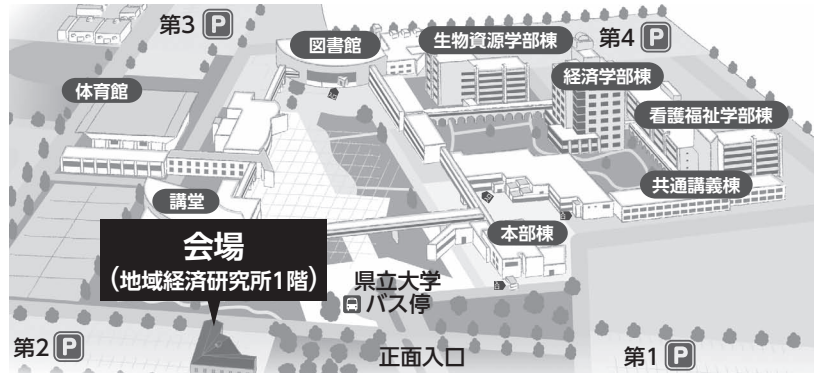 第3 P
図書館
生物資源学部棟
第4 P
経済学部棟
体育館
看護福祉学部棟
共通講義棟
講堂
本部棟
会場
(地域経済研究所1階)
県立大学
バス停
第2 P
正面入口
第1 P